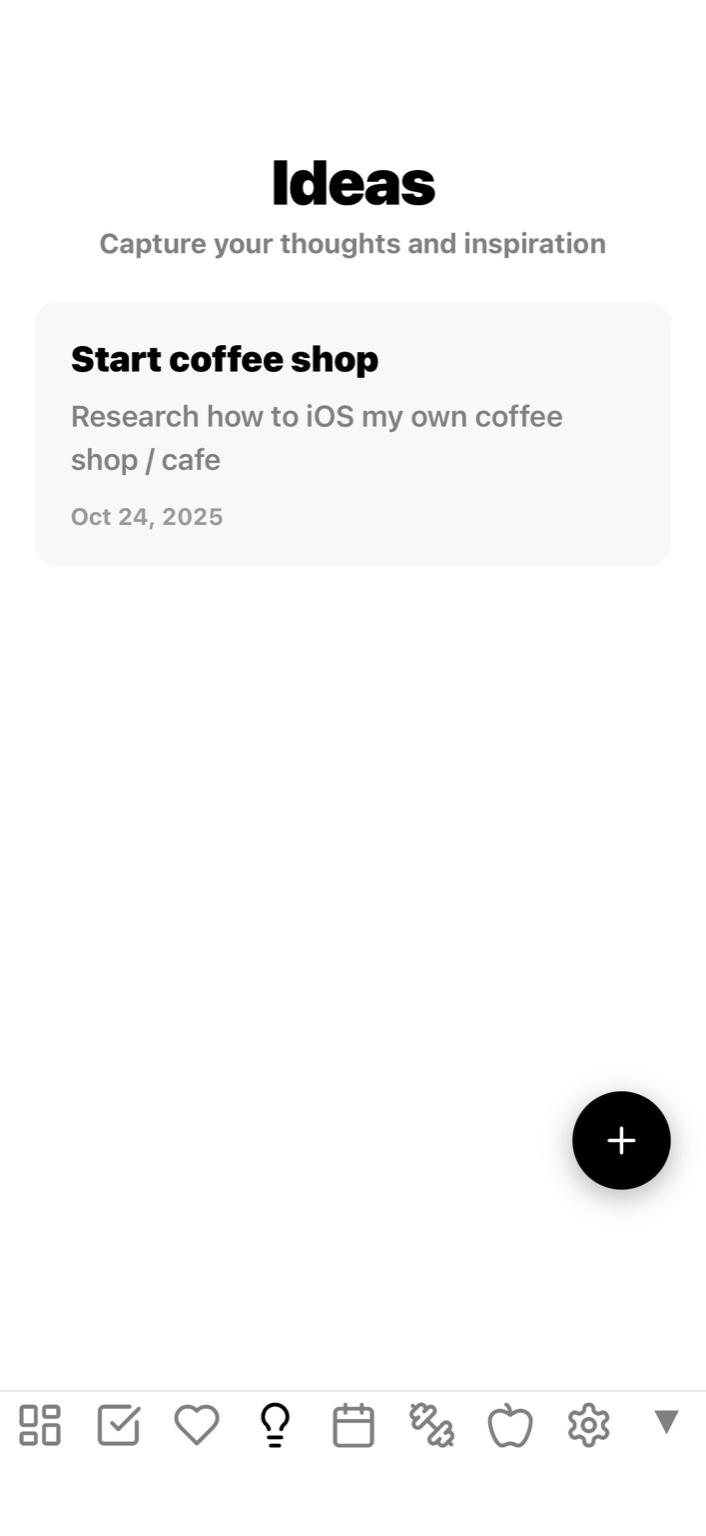 Ideas
Capture your thoughts and inspiration
Start coffee shop
Research how to iOS my own coffee
shop / cafe
Oct 24, 2025